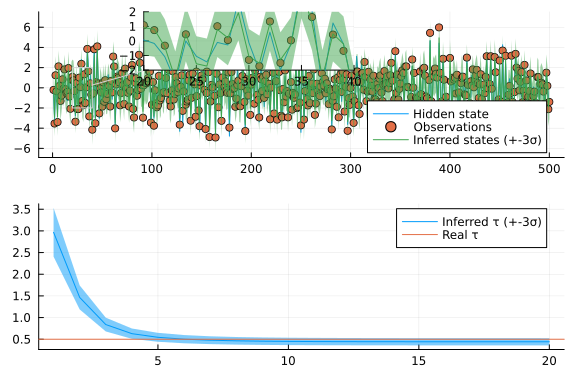 2
1
0
-1
-2
20 25 30 35 40
6
4
2
0
−2
−4
−6
0 100 200 300 400 500
Hidden state
Observations
Inferred states (+-3σ)
3.5
3.0
2.5
2.0
1.5
1.0
0.5
5 10 15 20
Inferred τ (+-3σ)
Real τ